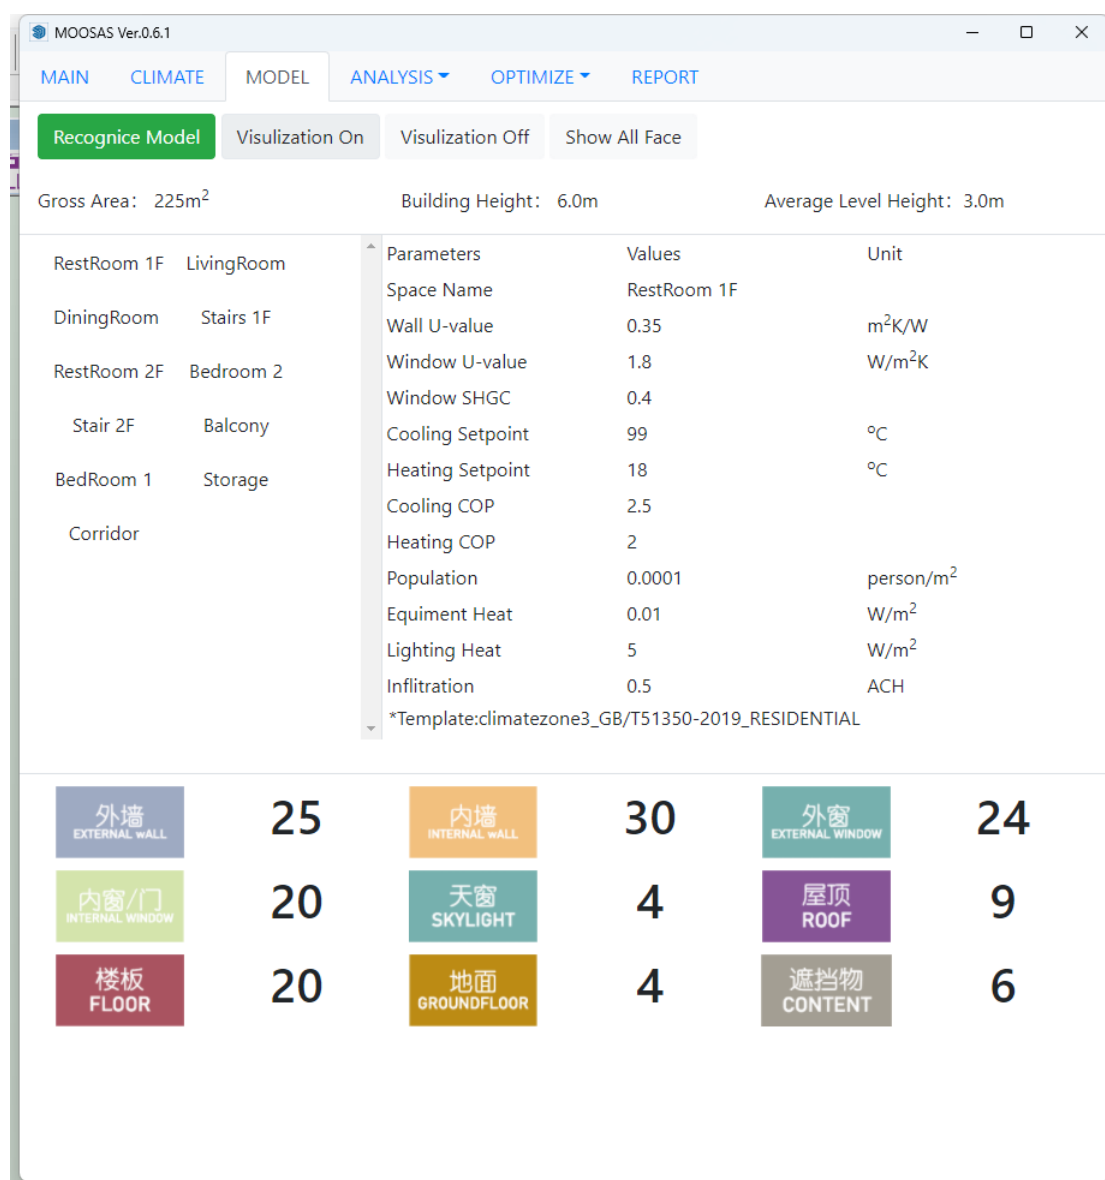 MOOSAS Ver.0.6.1
MAIN CLIMATE MODEL ANALYSIS OPTIMIZE REPORT
Recognice Model Visulization On Visulization Off Show All Face
Gross Area： 225m² Building Height： 6.0m Average Level Height： 3.0m
RestRoom 1F LivingRoom
DiningRoom Stairs 1F
RestRoom 2F Bedroom 2
Stair 2F Balcony
BedRoom 1 Storage
Corridor
Parameters Values Unit
Space Name RestRoom 1F
Wall U-value 0.35 m²K/W
Window U-value 1.8 W/m²K
Window SHGC 0.4
Cooling Setpoint 99 ºC
Heating Setpoint 18 ºC
Cooling COP 2.5
Heating COP 2
Population 0.0001 person/m²
Equiment Heat 0.01 W/m²
Lighting Heat 5 W/m²
Inflitration 0.5 ACH
*Template:climatezone3_GB/T51350-2019_RESIDENTIAL
外墙
EXTERNAL wALL
25
内墙
INTERNAL wALL
30
外窗
EXTERNAL WINDOW
24
内窗/门
INTERNAL WINDOW
20
天窗
SKYLIGHT
4
屋顶
ROOF
9
楼板
FLOOR
20
地面
GROUNDFLOOR
4
遮挡物
CONTENT
6